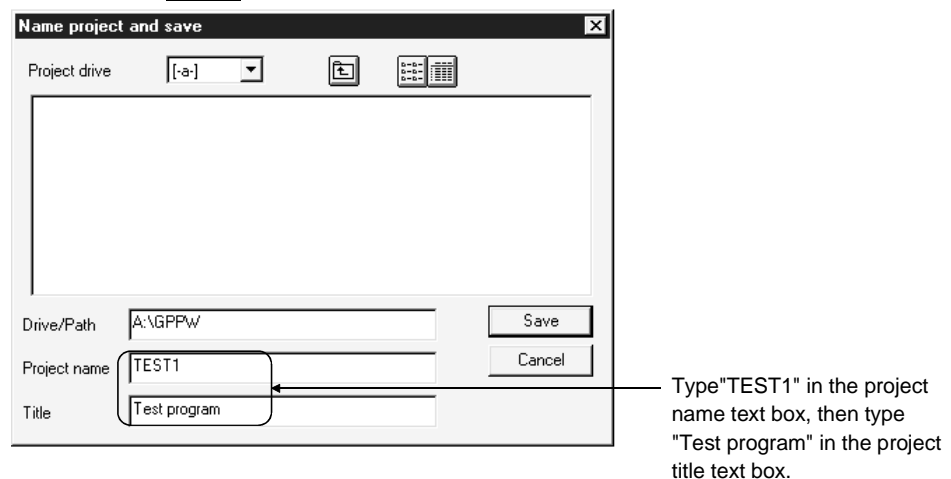 Name project and save
Project drive [-a-]
Drive/Path A:\GPPW
Save
Project name TEST1
Cancel
Title Test program
Type"TEST1" in the project
name text box, then type
"Test program" in the project
title text box.